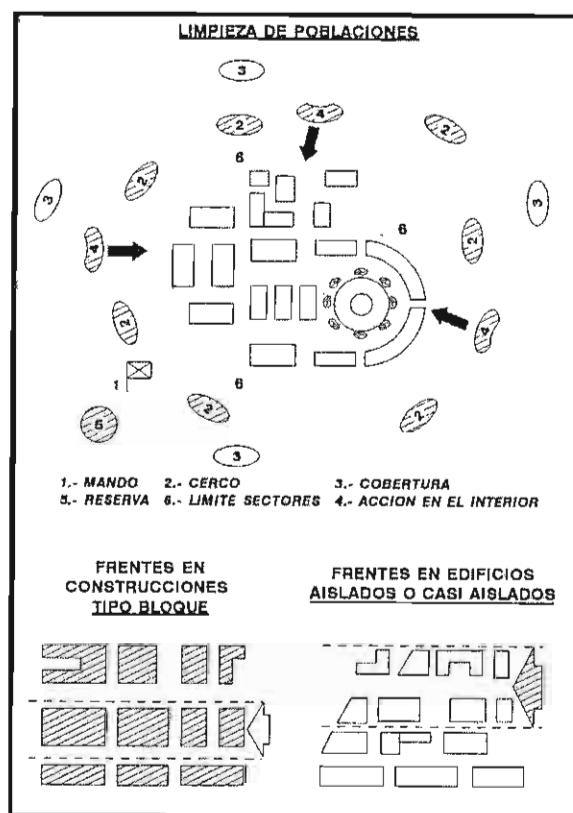 LIMPIEZA DE POBLACIONES
3
4
2
2
6
2
3
3
6
4
2
4
2
1
6
2
5
2
3
1.- MANDO 2.- CERCO 3.- COBERTURA
5.- RESERVA 6.- LIMITE SECTORES 4.- ACCION EN EL INTERIOR
FRENTES EN
CONSTRUCCIONES
TIPO BLOQUE
FRENTES EN EDIFICIOS
AISLADOS O CASI AISLADOS